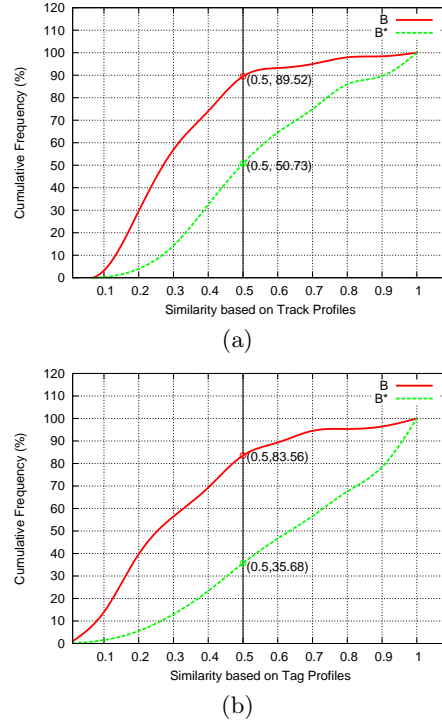 120
110
100
90
80
70
60
50
40
30
20
10
0
Cumulative Frequency (%)
B
B*
(0.5, 89.52)
(0.5, 50.73)
0.1 0.2 0.3 0.4 0.5 0.6 0.7 0.8 0.9 1
Similarity based on Track Profiles
(a)
120
110
100
90
80
70
60
50
40
30
20
10
0
Cumulative Frequency (%)
B
B*
(0.5,83.56)
(0.5,35.68)
0.1 0.2 0.3 0.4 0.5 0.6 0.7 0.8 0.9 1
Similarity based on Tag Profiles
(b)